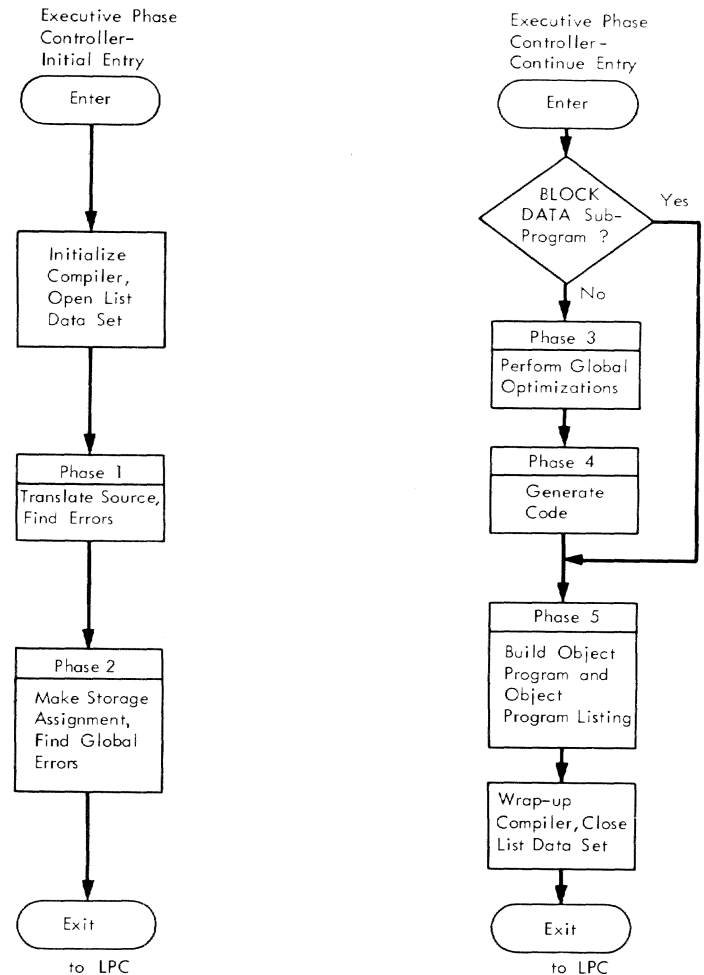 Executive Phase
Controller-
Initial Entry
Enter
Initialize
Compiler,
Open List
Data Set
Phase 1
Translate Source,
Find Errors
Phase 2
Make Storage
Assignment,
Find Global
Errors
Exit
to LPC
Executive Phase
Controller-
Continue Entry
Enter
BLOCK
DATA Sub-
Program ?
Yes
No
Phase 3
Perform Global
Optimizations
Phase 4
Generate
Code
Phase 5
Build Object
Program and
Object
Program Listing
Wrap-up
Compiler, Close
List Data Set
Exit
to LPC